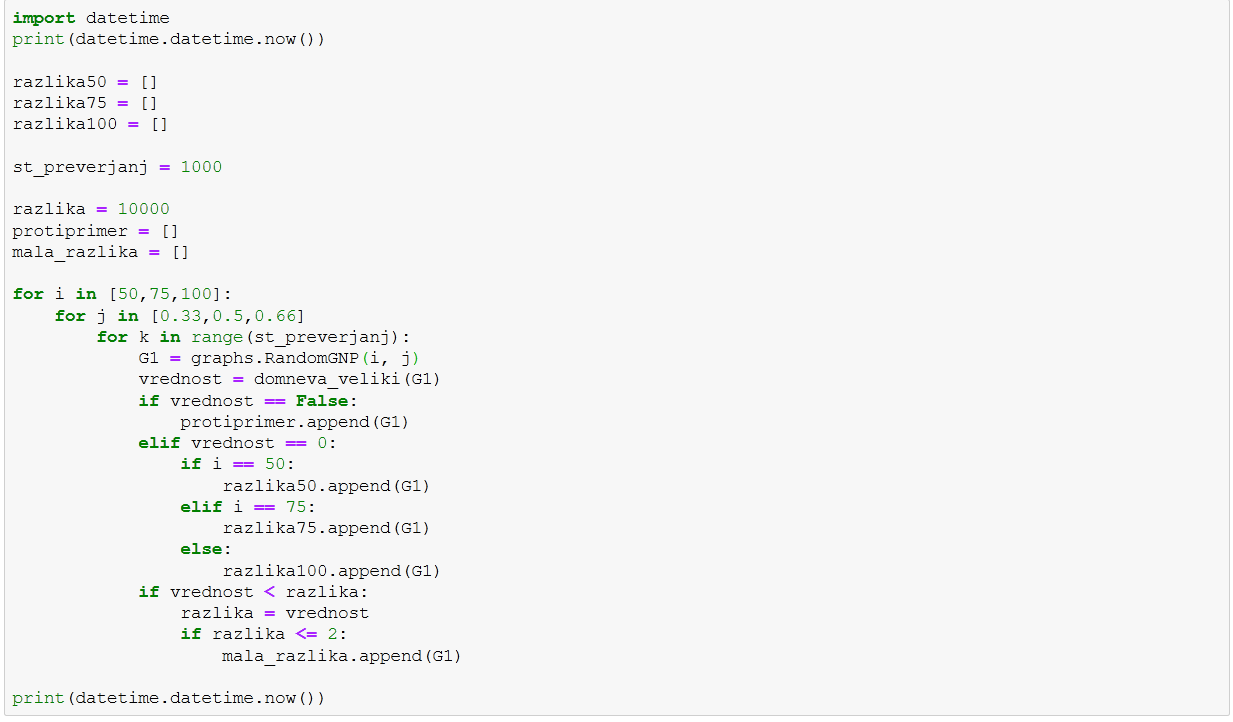 import datetime
print(datetime.datetime.now())

razlika50 = []
razlika75 = []
razlika100 = []

st_preverjanj = 1000

razlika = 10000
protiprimer = []
mala_razlika = []

for i in [50,75,100]:
    for j in [0.33,0.5,0.66]
        for k in range(st_preverjanj):
            G1 = graphs.RandomGNP(i, j)
            vrednost = domneva_veliki(G1)
            if vrednost == False:
                protiprimer.append(G1)
            elif vrednost == 0:
                if i == 50:
                    razlika50.append(G1)
                elif i == 75:
                    razlika75.append(G1)
                else:
                    razlika100.append(G1)
            if vrednost < razlika:
                razlika = vrednost
                if razlika <= 2:
                    mala_razlika.append(G1)

print(datetime.datetime.now())